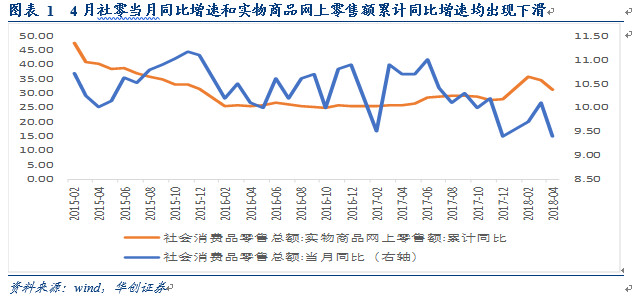 图表 1 4 月社零当月同比增速和实物商品网上零售额累计同比增速均出现下滑
50.00 11.50
45.00
40.00 11.00
35.00
30.00 10.50
25.00 10.00
20.00
15.00 9.50
10.00
5.00 9.00
0.00 8.50
2015-02 2015-04 2015-06 2015-08 2015-10 2015-12 2016-02 2016-04 2016-06 2016-08 2016-10 2016-12 2017-02 2017-04 2017-06 2017-08 2017-10 2017-12 2018-02 2018-04
社会消费品零售总额:实物商品网上零售额:累计同比
社会消费品零售总额:当月同比（右轴）
资料来源：wind，华创证券